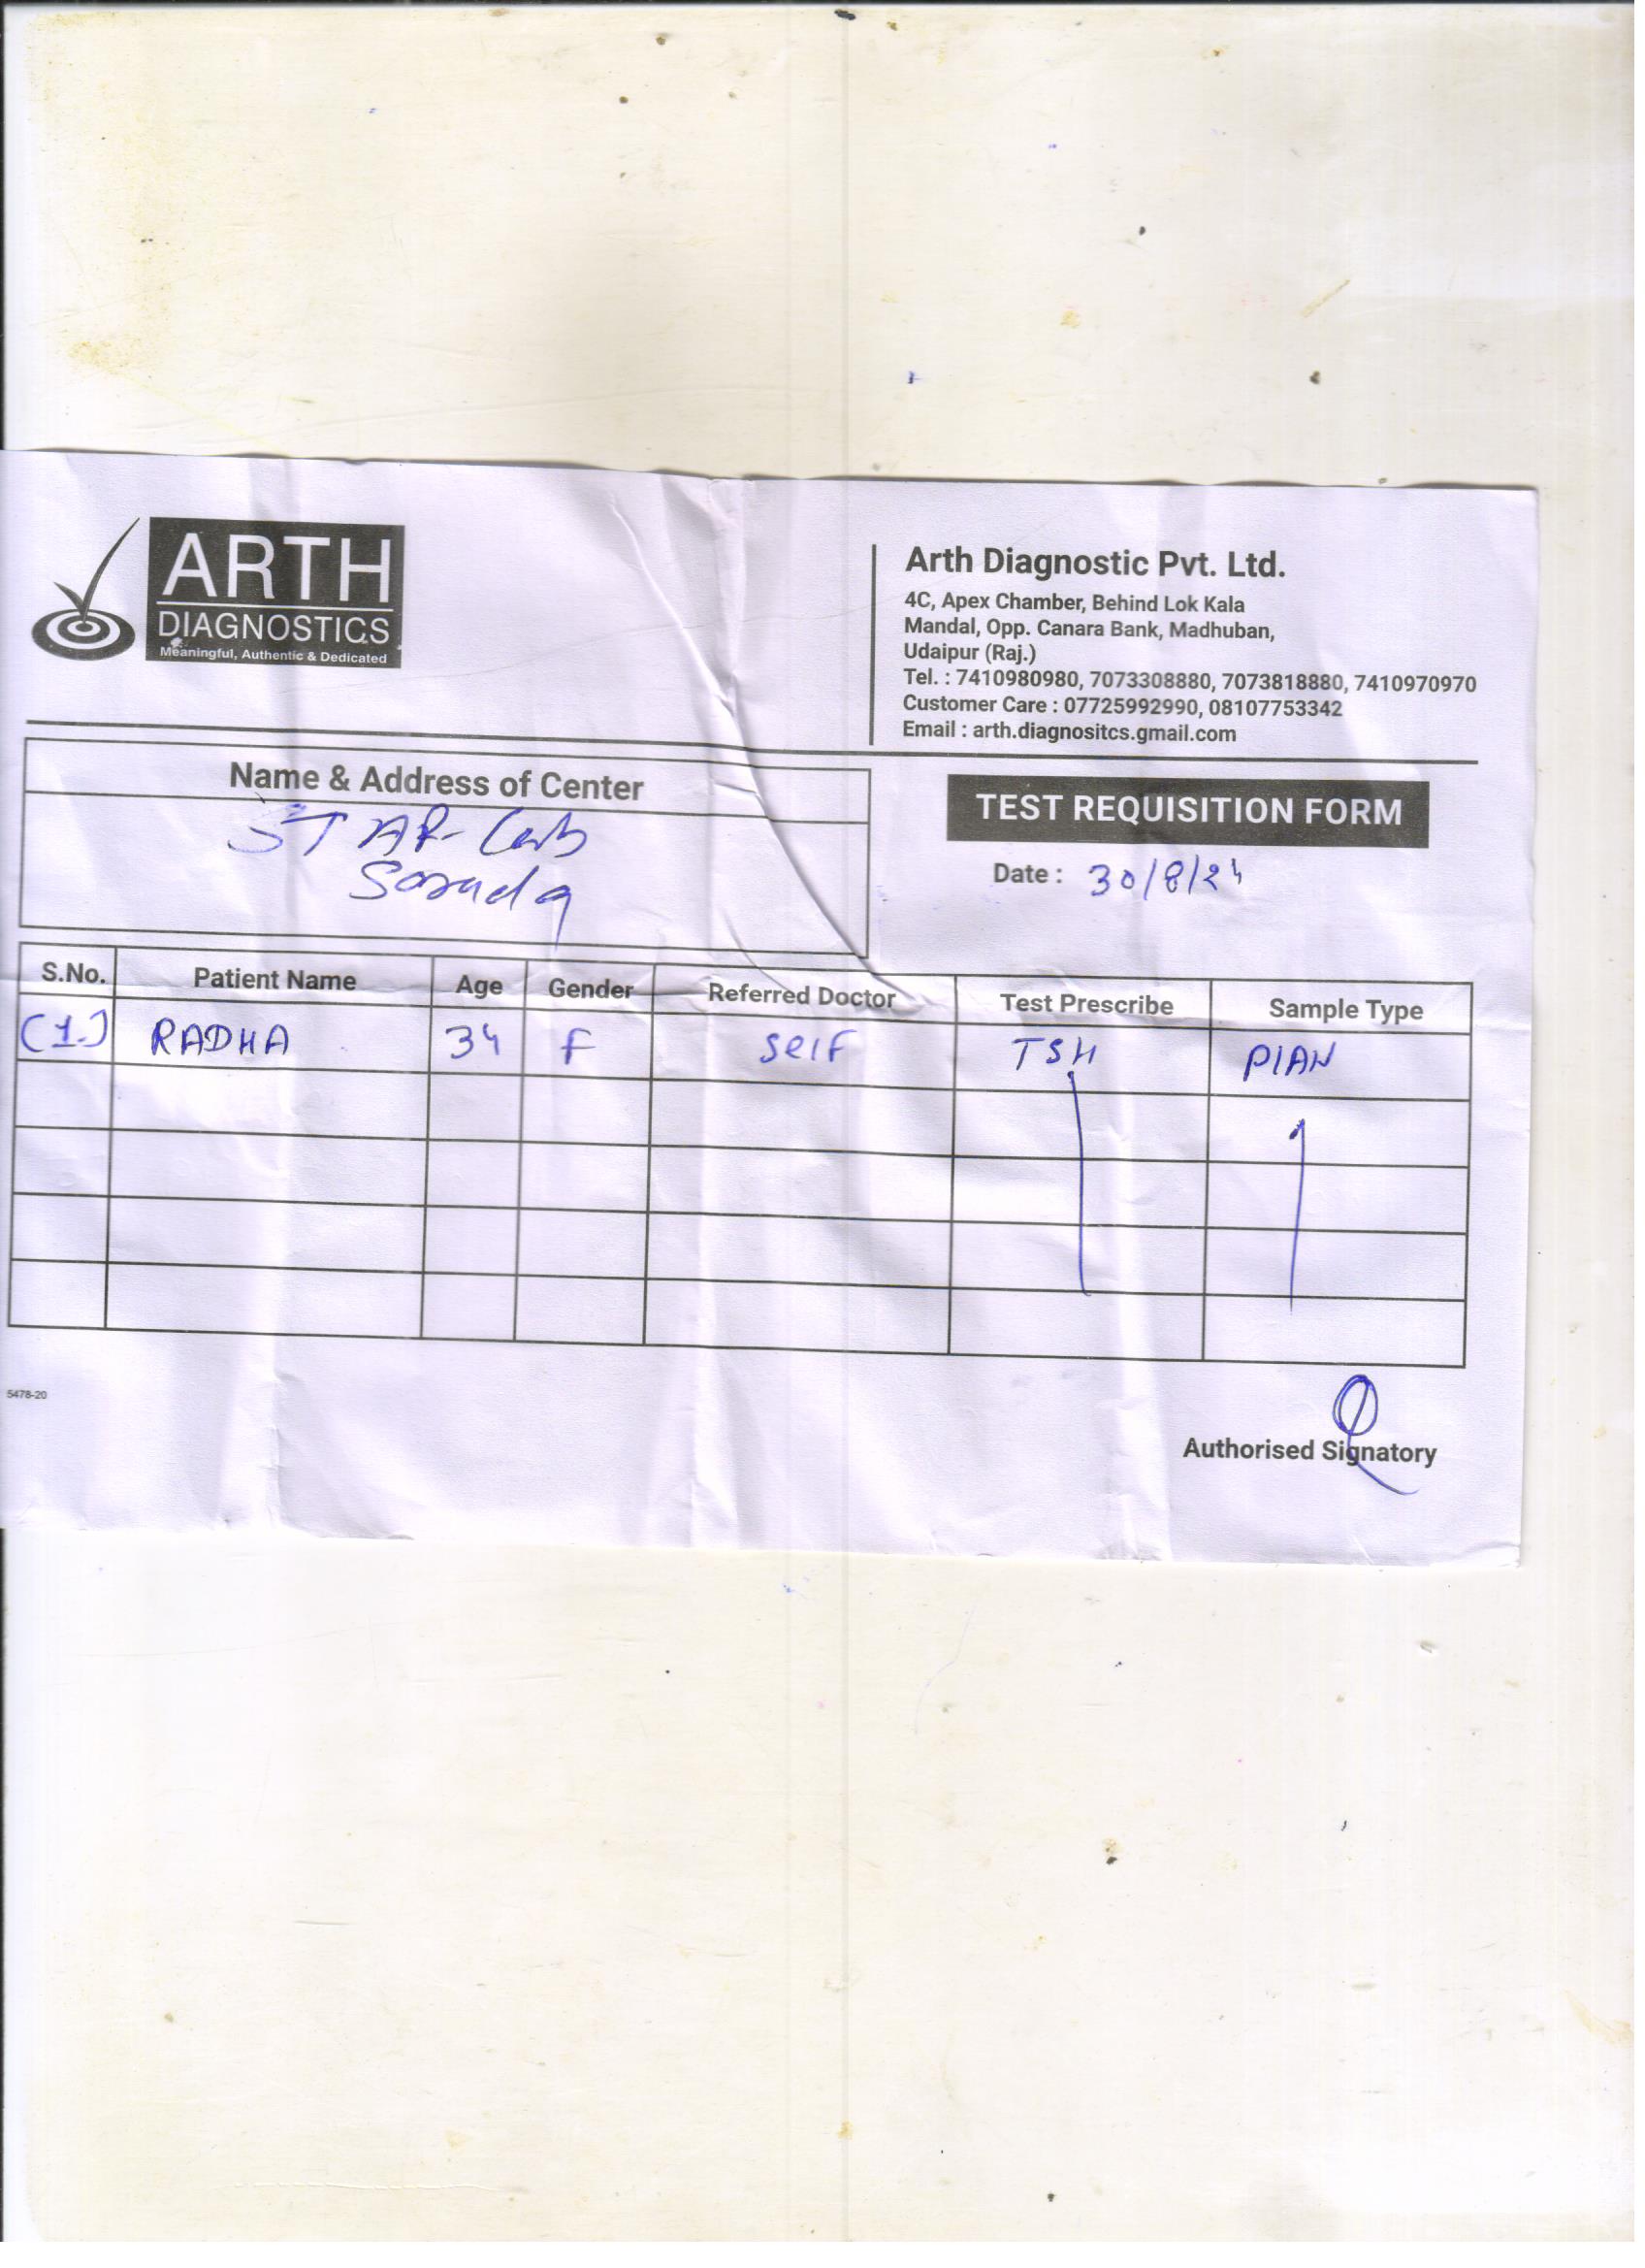 ARTH
DIAGNOSTICS
Meaningful, Authentic & Dedicated
Arth Diagnostic Pvt. Ltd.
4C, Apex Chamber, Behind Lok Kala
Mandal, Opp. Canara Bank, Madhuban,
Udaipur (Raj.)
Tel. : 7410980980, 7073308880, 7073818880, 7410970970
Customer Care : 07725992990, 08107753342
Email : arth.diagnositcs.gmail.com
Name & Address of Center
STAR Lab
Sarada
TEST REQUISITION FORM
Date : 30/8/24
S.No. Patient Name Age Gender Referred Doctor Test Prescribe Sample Type
(1.) RADHA 34 F Self TSH PlAN
5478-20
Authorised Signatory